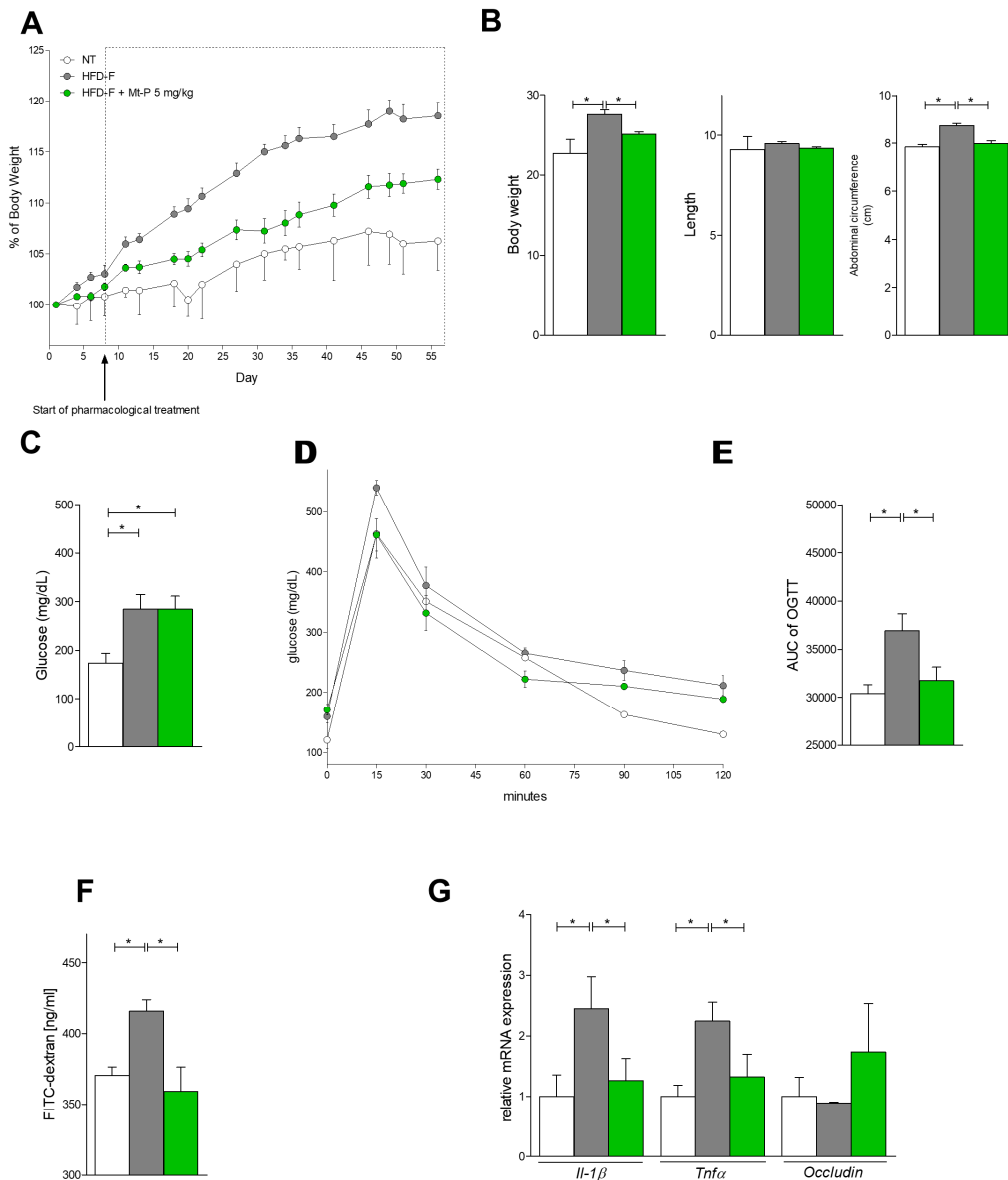 A
125
120
115
110
105
100
% of Body Weight
NT
HFD-F
HFD-F + Mt-P 5 mg/kg
0 5 10 15 20 25 30 35 40 45 50 55
Day
Start of pharmacological treatment
B
30
20
10
0
Body weight
* *
10
5
0
Length
10
8
6
4
2
0
Abdominal circumference
(cm)
* *
C
500
400
300
200
100
0
Glucose (mg/dL)
*
*
D
500
400
300
200
100
glucose (mg/dL)
0 15 30 45 60 75 90 105 120
minutes
E
50000
45000
40000
35000
30000
25000
AUC of OGTT
* *
F
450
400
350
300
FITC-dextran [ng/ml]
* *
G
4
3
2
1
0
relative mRNA expression
* * * *
Il-1β Tnfα Occludin